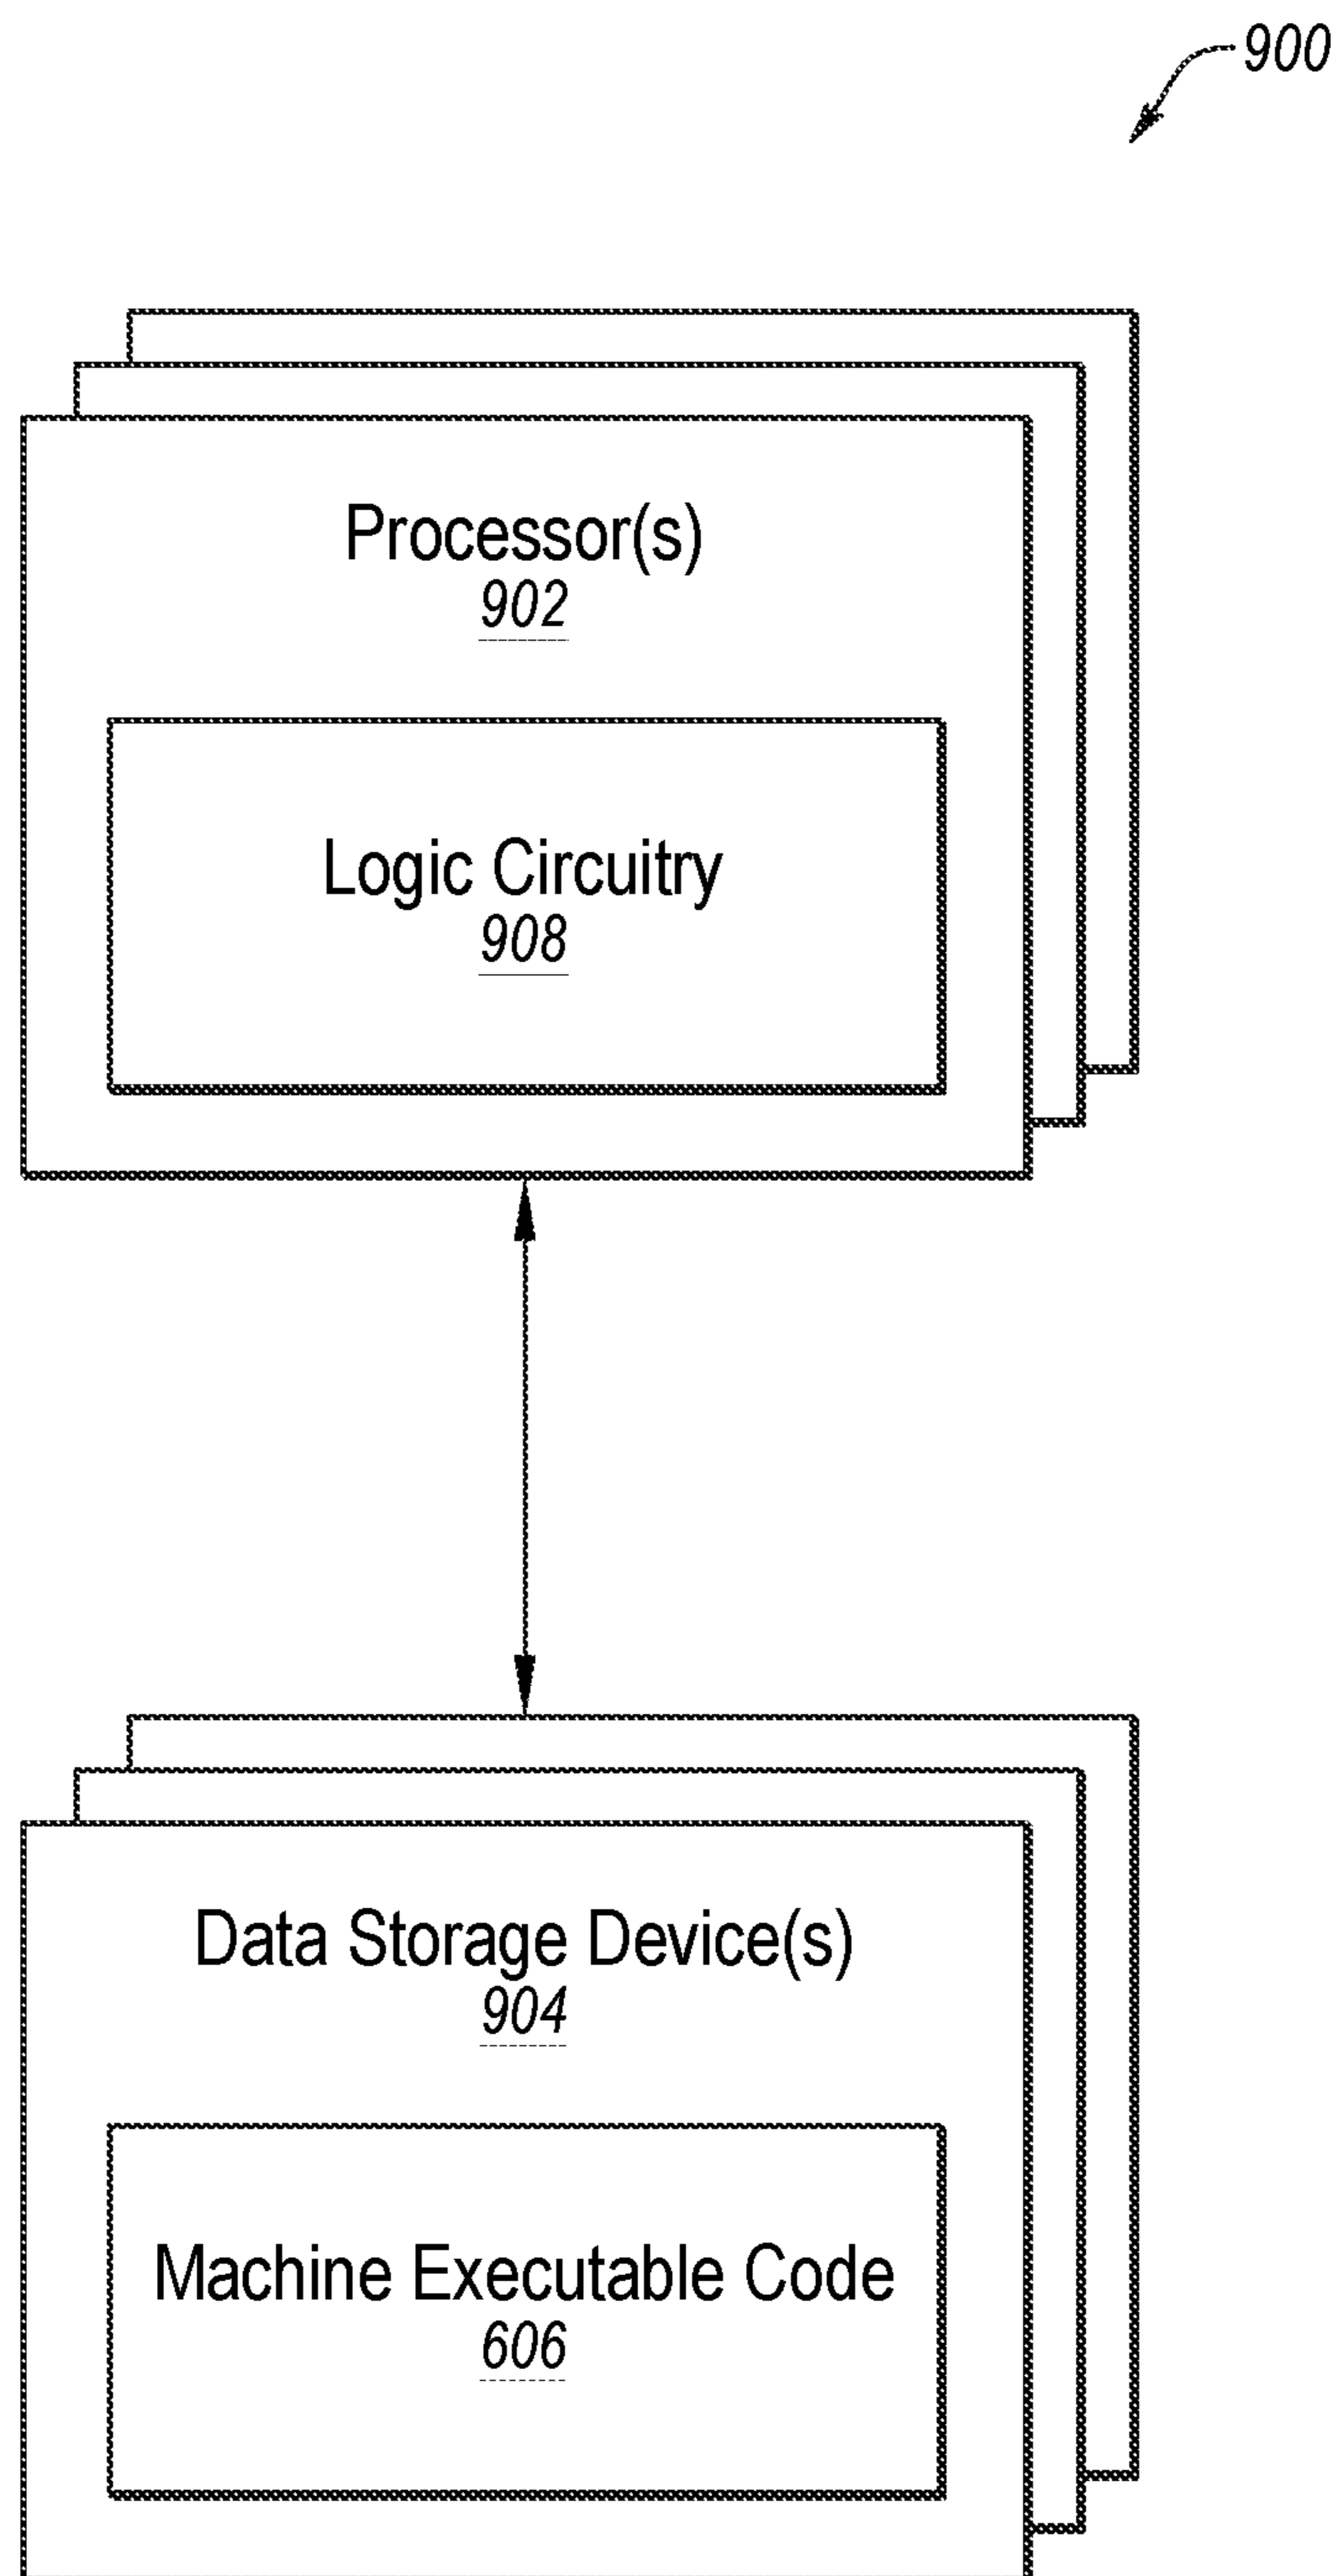 900
Processor(s)
902
Logic Circuitry
908
Data Storage Device(s)
904
Machine Executable Code
606